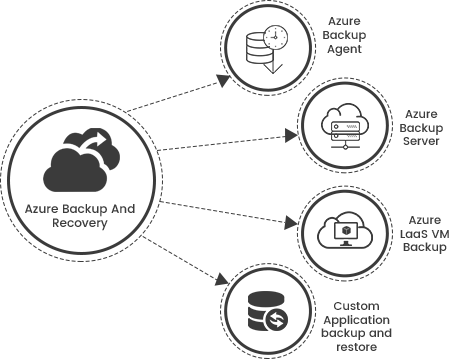 Azure
Backup
Agent
Azure
Backup
Server
Azure Backup And
Recovery
Azure
LaaS VM
Backup
Custom
Application
backup and
restore